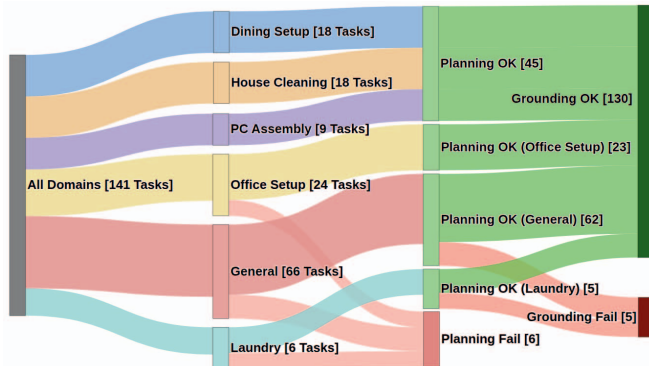 Dining Setup [18 Tasks]
Planning OK [45]
House Cleaning [18 Tasks]
Grounding OK [130]
PC Assembly [9 Tasks]
Planning OK (Office Setup) [23]
All Domains [141 Tasks]
Office Setup [24 Tasks]
Planning OK (General) [62]
General [66 Tasks]
Planning OK (Laundry) [5]
Grounding Fail [5]
Planning Fail [6]
Laundry [6 Tasks]